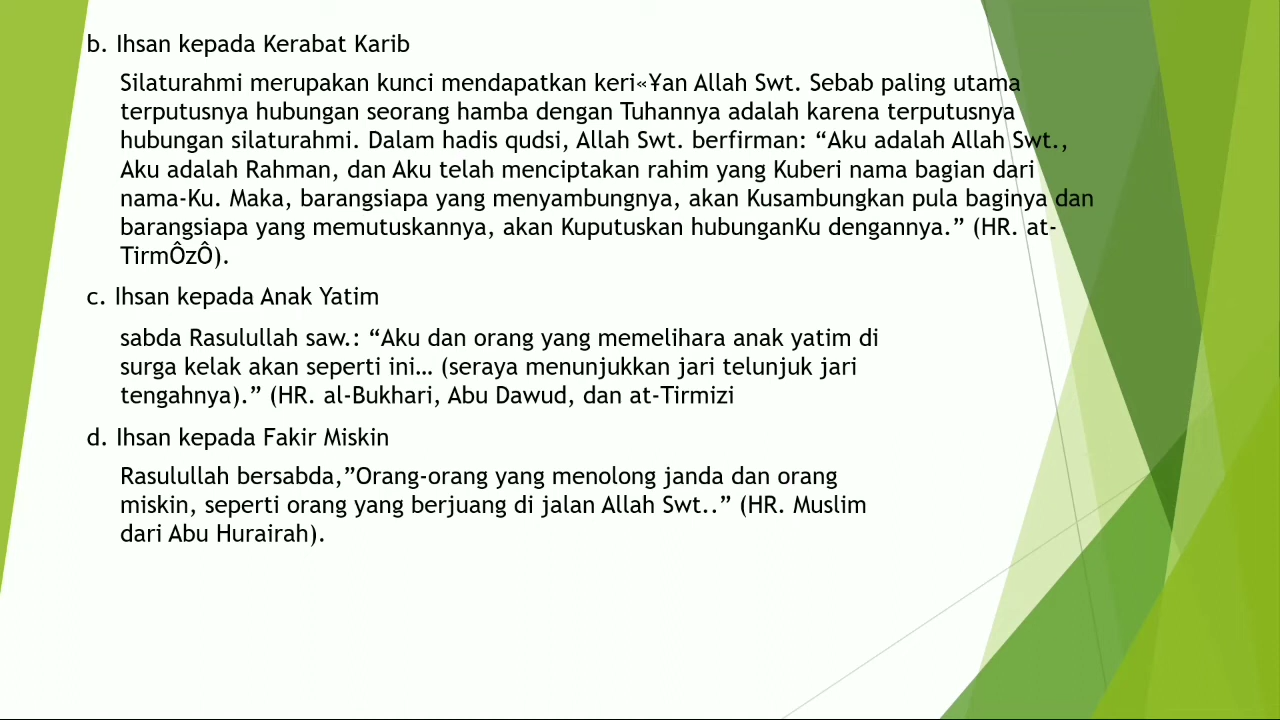 b. Ihsan kepada Kerabat Karib
Silaturahmi merupakan kunci mendapatkan keri«¥an Allah Swt. Sebab paling utama
terputusnya hubungan seorang hamba dengan Tuhannya adalah karena terputusnya
hubungan silaturahmi. Dalam hadis qudsi, Allah Swt. berfirman: “Aku adalah Allah Swt.,
Aku adalah Rahman, dan Aku telah menciptakan rahim yang Kuberi nama bagian dari
nama-Ku. Maka, barangsiapa yang menyambungnya, akan Kusambungkan pula baginya dan
barangsiapa yang memutuskannya, akan Kuputuskan hubunganKu dengannya.” (HR. at-
TirmÔzÔ).
c. Ihsan kepada Anak Yatim
sabda Rasulullah saw.: “Aku dan orang yang memelihara anak yatim di
surga kelak akan seperti ini… (seraya menunjukkan jari telunjuk jari
tengahnya).” (HR. al-Bukhari, Abu Dawud, dan at-Tirmizi
d. Ihsan kepada Fakir Miskin
Rasulullah bersabda,”Orang-orang yang menolong janda dan orang
miskin, seperti orang yang berjuang di jalan Allah Swt..” (HR. Muslim
dari Abu Hurairah).